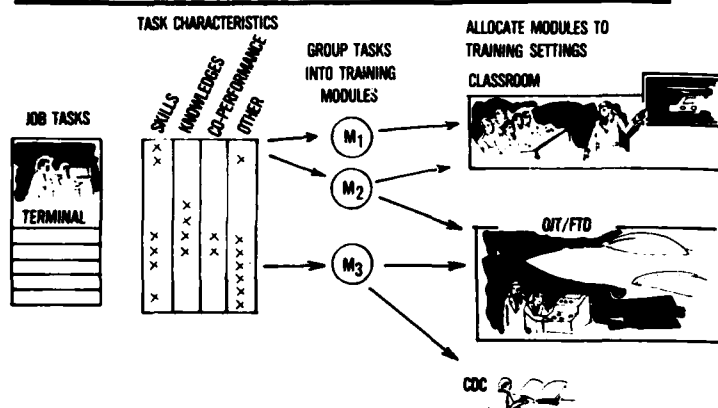 TASK CHARACTERISTICS
SKILLS
KNOWLEDGES
CO-PERFORMANCE
OTHER
GROUP TASKS
INTO TRAINING
MODULES
ALLOCATE MODULES TO
TRAINING SETTINGS
CLASSROOM
JOB TASKS
TERMINAL
X
X X
X
X X
X X X X
X X X X
X X
X
X X
X
M1
M2
M3
OJT/FTD
CDC